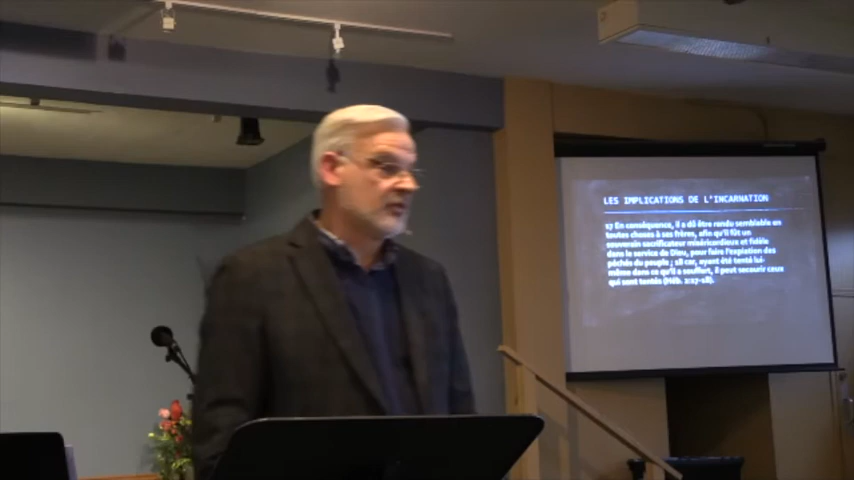 LES IMPLICATIONS DE L'INCARNATION
17 En conséquence, il a dû être rendu semblable en
toutes choses à ses frères, afin qu'il fût un
souverain sacrificateur miséricordieux et fidèle
dans le service de Dieu, pour faire l'expiation des
péchés du peuple ; 18 car, ayant été tenté lui-
même dans ce qu'il a souffert, il peut secourir ceux
qui sont tentés (Héb. 2:17-18).